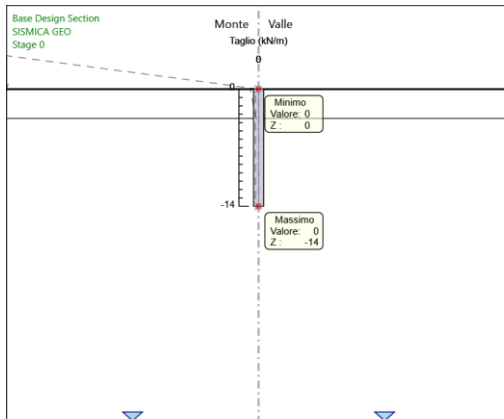 Base Design Section
SISMICA GEO
Stage 0
Monte Valle
Taglio (kN/m)
0
0
Minimo
Valore: 0
Z : 0
-14
Massimo
Valore: 0
Z : -14